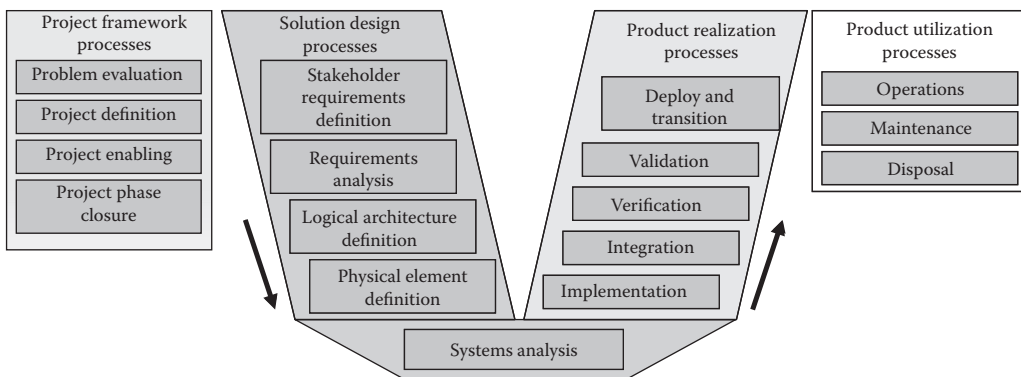 Project framework
processes
Problem evaluation
Project definition
Project enabling
Project phase
closure
Solution design
processes
Stakeholder
requirements
definition
Requirements
analysis
Logical architecture
definition
Physical element
definition
Systems analysis
Product realization
processes
Deploy and
transition
Validation
Verification
Integration
Implementation
Product utilization
processes
Operations
Maintenance
Disposal